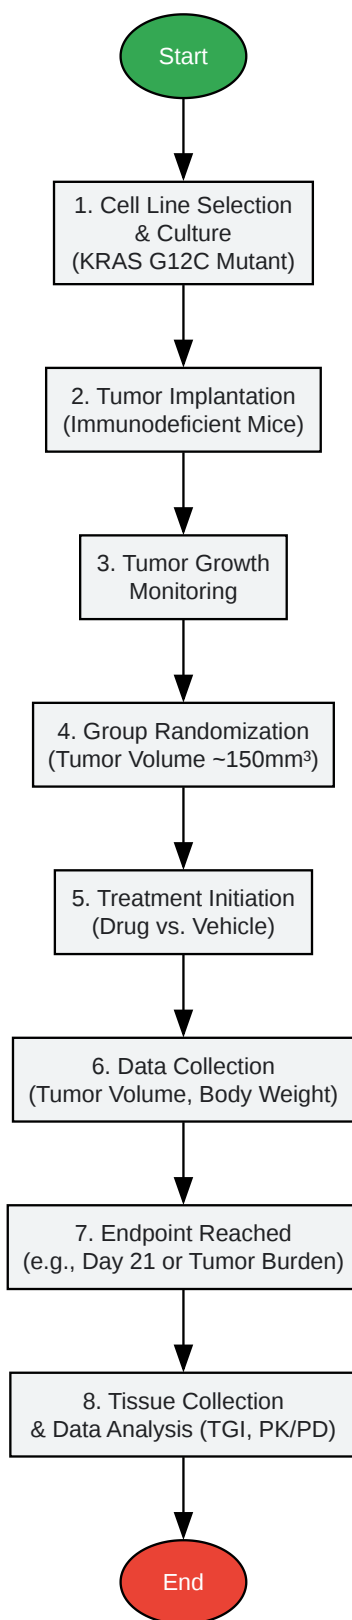 Start
1. Cell Line Selection
& Culture
(KRAS G12C Mutant)
2. Tumor Implantation
(Immunodeficient Mice)
3. Tumor Growth
Monitoring
4. Group Randomization
(Tumor Volume ~150mm³)
5. Treatment Initiation
(Drug vs. Vehicle)
6. Data Collection
(Tumor Volume, Body Weight)
7. Endpoint Reached
(e.g., Day 21 or Tumor Burden)
8. Tissue Collection
& Data Analysis (TGI, PK/PD)
End